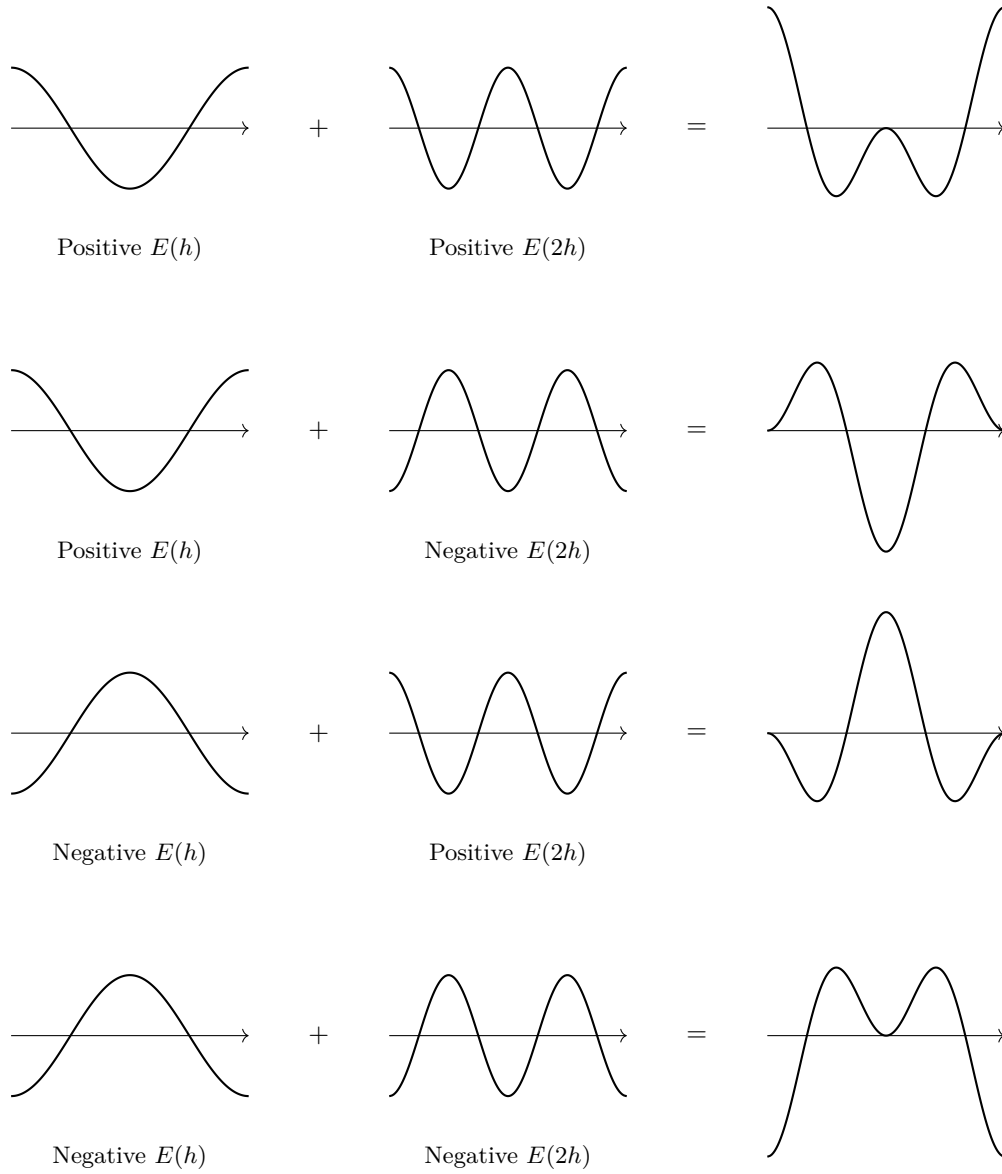 + =
Positive E(h) Positive E(2h)
+ =
Positive E(h) Negative E(2h)
+ =
Negative E(h) Positive E(2h)
+ =
Negative E(h) Negative E(2h)